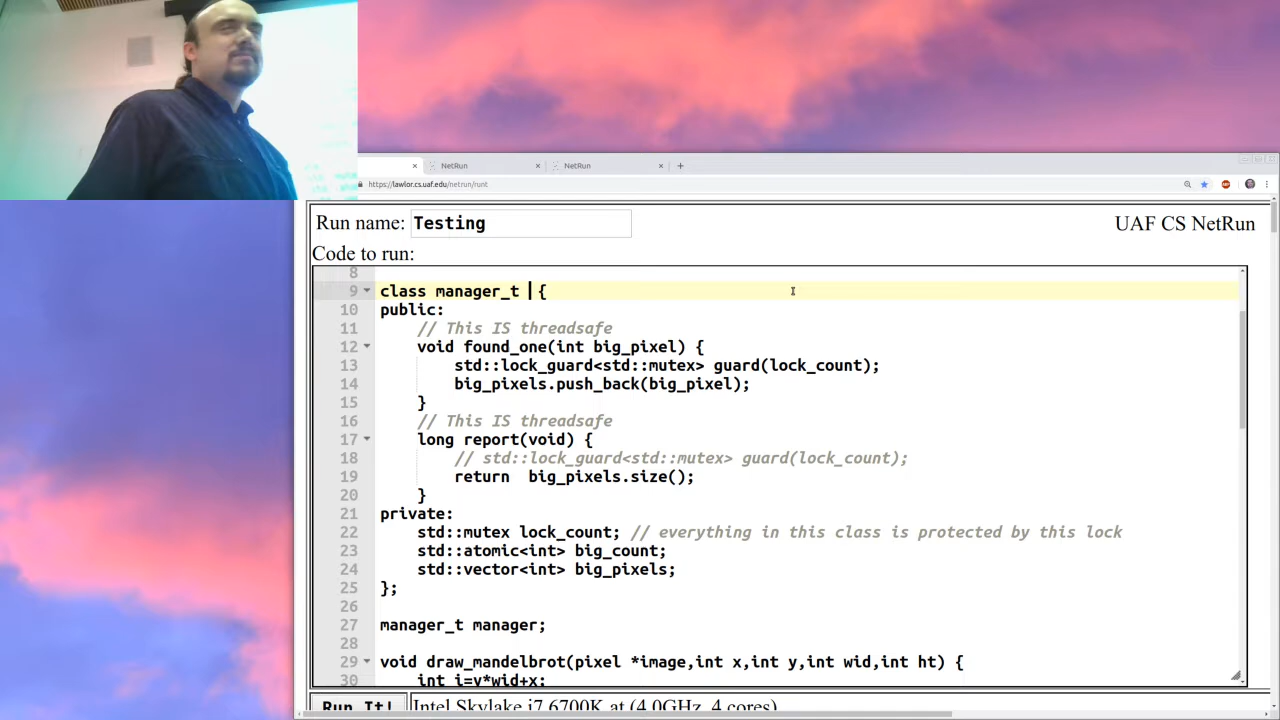 NetRun
NetRun
https://lawlor.cs.uaf.edu/netrun/runt
Run name: Testing
UAF CS NetRun
Code to run:
8
9 class manager_t {
10 public:
11 // This IS threadsafe
12 void found_one(int big_pixel) {
13 std::lock_guard<std::mutex> guard(lock_count);
14 big_pixels.push_back(big_pixel);
15 }
16 // This IS threadsafe
17 long report(void) {
18 // std::lock_guard<std::mutex> guard(lock_count);
19 return  big_pixels.size();
20 }
21 private:
22 std::mutex lock_count; // everything in this class is protected by this lock
23 std::atomic<int> big_count;
24 std::vector<int> big_pixels;
25 };
26
27 manager_t manager;
28
29 void draw_mandelbrot(pixel *image,int x,int y,int wid,int ht) {
30 int i=y*wid+x;
Run It! Intel Skylake i7 6700K at (4.0GHz, 4 cores)